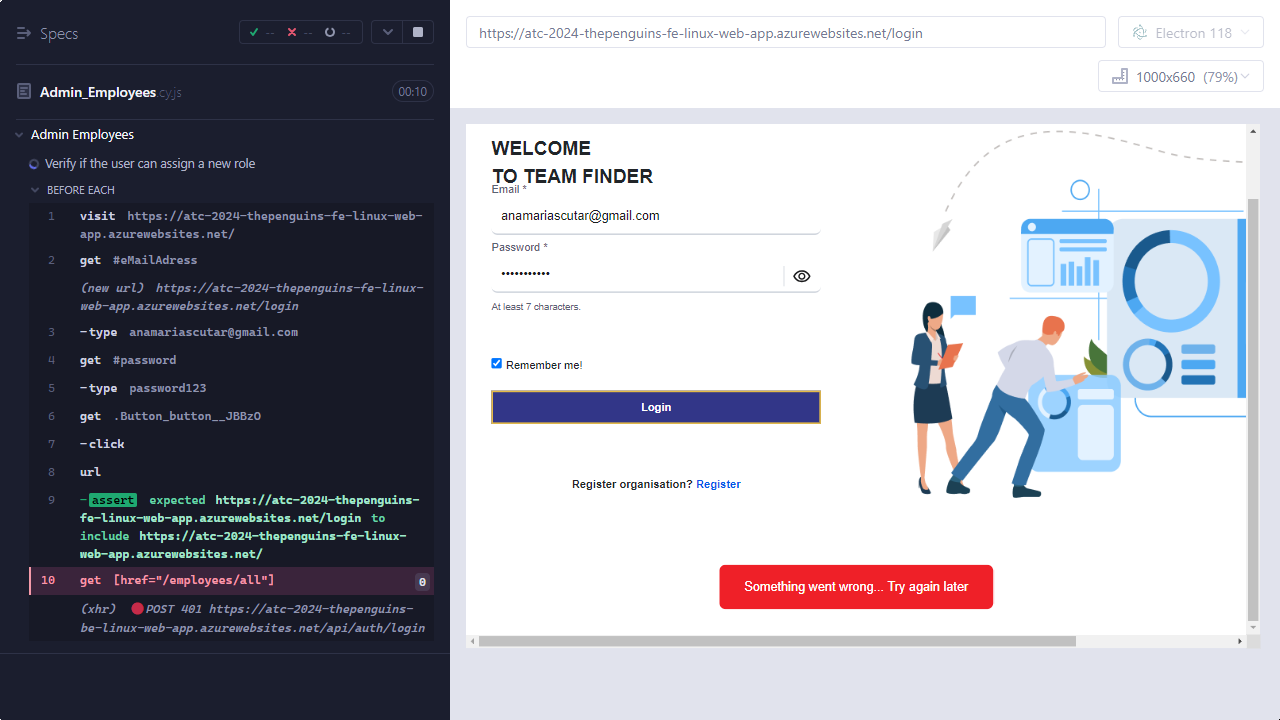 Specs
-- -- --
Admin_Employees.cy.js
00:10
Admin Employees
Verify if the user can assign a new role
BEFORE EACH
1 visit https://atc-2024-thepenguins-fe-linux-web-
app.azurewebsites.net/
2 get #eMailAdress
(new url) https://atc-2024-thepenguins-fe-linux-
web-app.azurewebsites.net/login
3 -type anamariascutar@gmail.com
4 get #password
5 -type password123
6 get .Button_button__JBBzO
7 -click
8 url
9 -assert expected https://atc-2024-thepenguins-
fe-linux-web-app.azurewebsites.net/login to
include https://atc-2024-thepenguins-fe-linux-
web-app.azurewebsites.net/
10 get [href="/employees/all"] 0
(xhr) POST 401 https://atc-2024-thepenguins-
be-linux-web-app.azurewebsites.net/api/auth/login
https://atc-2024-thepenguins-fe-linux-web-app.azurewebsites.net/login
Electron 118
1000x660 (79%)
WELCOME
TO TEAM FINDER
Email *
anamariascutar@gmail.com
Password *
•••••••••••
At least 7 characters.
Remember me!
Login
Register organisation? Register
Something went wrong... Try again later